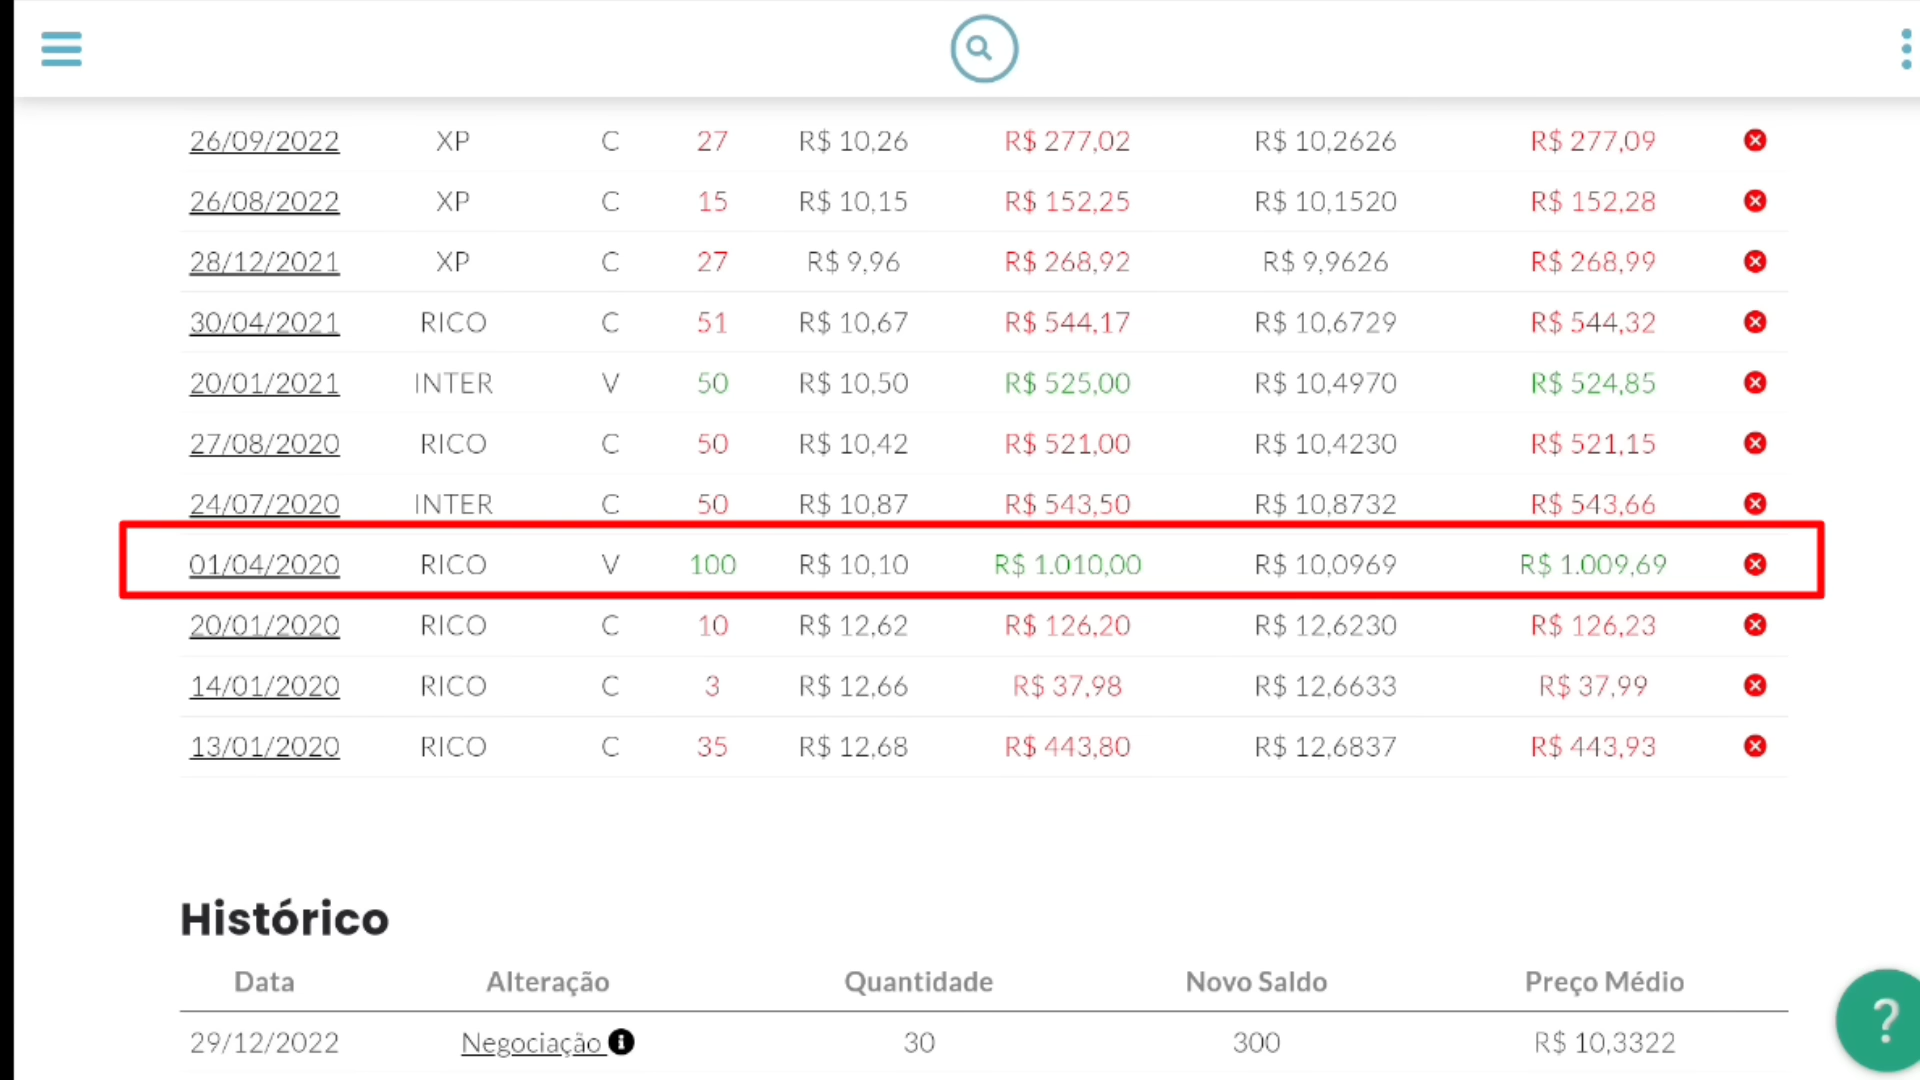 26/09/2022 XP C 27 R$ 10,26 R$ 277,02 R$ 10,2626 R$ 277,09
26/08/2022 XP C 15 R$ 10,15 R$ 152,25 R$ 10,1520 R$ 152,28
28/12/2021 XP C 27 R$ 9,96 R$ 268,92 R$ 9,9626 R$ 268,99
30/04/2021 RICO C 51 R$ 10,67 R$ 544,17 R$ 10,6729 R$ 544,32
20/01/2021 INTER V 50 R$ 10,50 R$ 525,00 R$ 10,4970 R$ 524,85
27/08/2020 RICO C 50 R$ 10,42 R$ 521,00 R$ 10,4230 R$ 521,15
24/07/2020 INTER C 50 R$ 10,87 R$ 543,50 R$ 10,8732 R$ 543,66
01/04/2020 RICO V 100 R$ 10,10 R$ 1.010,00 R$ 10,0969 R$ 1.009,69
20/01/2020 RICO C 10 R$ 12,62 R$ 126,20 R$ 12,6230 R$ 126,23
14/01/2020 RICO C 3 R$ 12,66 R$ 37,98 R$ 12,6633 R$ 37,99
13/01/2020 RICO C 35 R$ 12,68 R$ 443,80 R$ 12,6837 R$ 443,93
Histórico
Data Alteração Quantidade Novo Saldo Preço Médio
29/12/2022 Negociação 30 300 R$ 10,3322
?